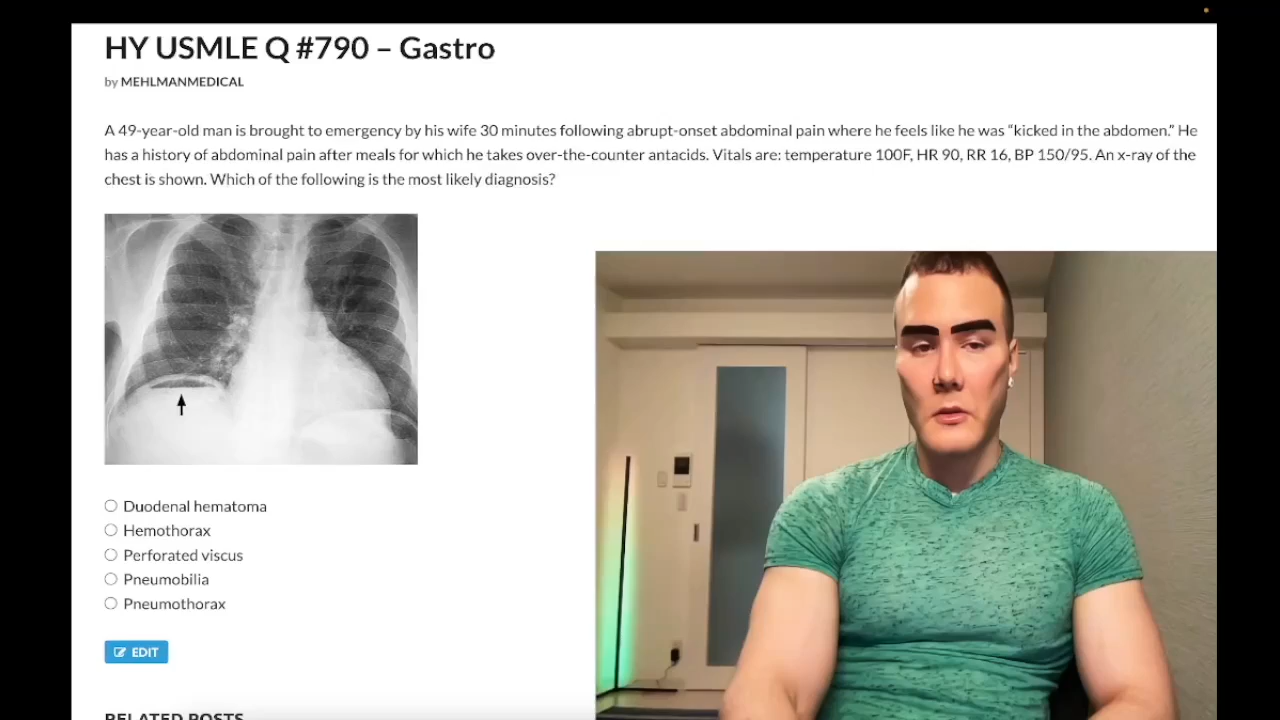 HY USMLE Q #790 – Gastro
by MEHLMANMEDICAL
A 49-year-old man is brought to emergency by his wife 30 minutes following abrupt-onset abdominal pain where he feels like he was “kicked in the abdomen.” He
has a history of abdominal pain after meals for which he takes over-the-counter antacids. Vitals are: temperature 100F, HR 90, RR 16, BP 150/95. An x-ray of the
chest is shown. Which of the following is the most likely diagnosis?
Duodenal hematoma
Hemothorax
Perforated viscus
Pneumobilia
Pneumothorax
EDIT
RELATED POSTS